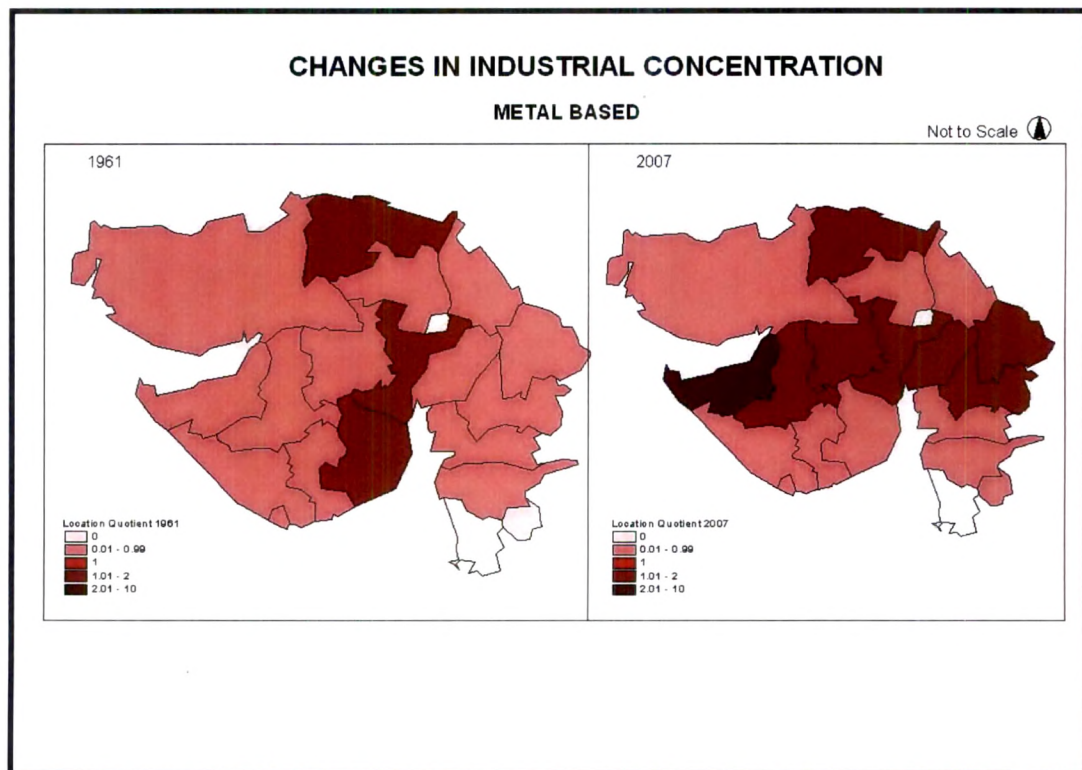 CHANGES IN INDUSTRIAL CONCENTRATION
METAL BASED
Not to Scale
1961
2007
Location Quotient 1961
0
0.01 - 0.99
1
1.01 - 2
2.01 - 10
Location Quotient 2007
0
0.01 - 0.99
1
1.01 - 2
2.01 - 10